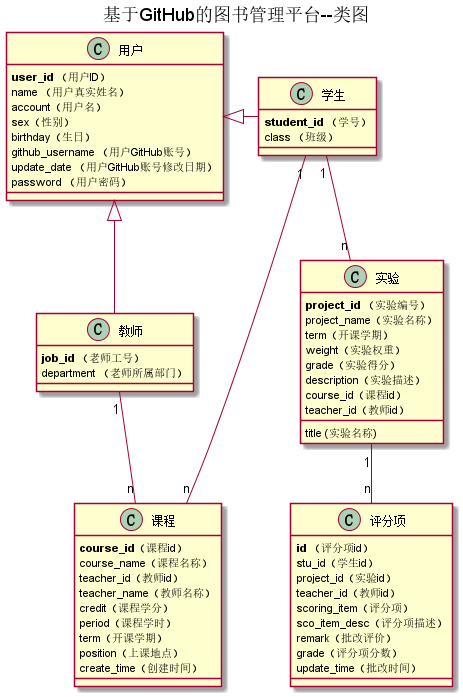 基于GitHub的图书管理平台--类图
C 用户
user_id （用户ID）
name （用户真实姓名）
account（用户名）
sex（性别）
birthday（生日）
github_username （用户GitHub账号）
update_date （用户GitHub账号修改日期）
password （用户密码）
C 学生
student_id （学号）
class （班级）
1
1
n
C 教师
job_id （老师工号）
department （老师所属部门）
1
n
n
C 实验
project_id （实验编号）
project_name（实验名称）
term（开课学期）
weight（实验权重）
grade（实验得分）
description（实验描述）
course_id（课程id）
teacher_id（教师id）
title (实验名称)
1
n
C 课程
course_id（课程id）
course_name（课程名称）
teacher_id（教师id）
teacher_name（教师名称）
credit（课程学分）
period（课程学时）
term（开课学期）
position（上课地点）
create_time（创建时间）
C 评分项
id （评分项id）
stu_id（学生id）
project_id（实验id）
teacher_id（教师id）
scoring_item（评分项）
sco_item_desc（评分项描述）
remark（批改评价）
grade（评分项分数）
update_time（批改时间）